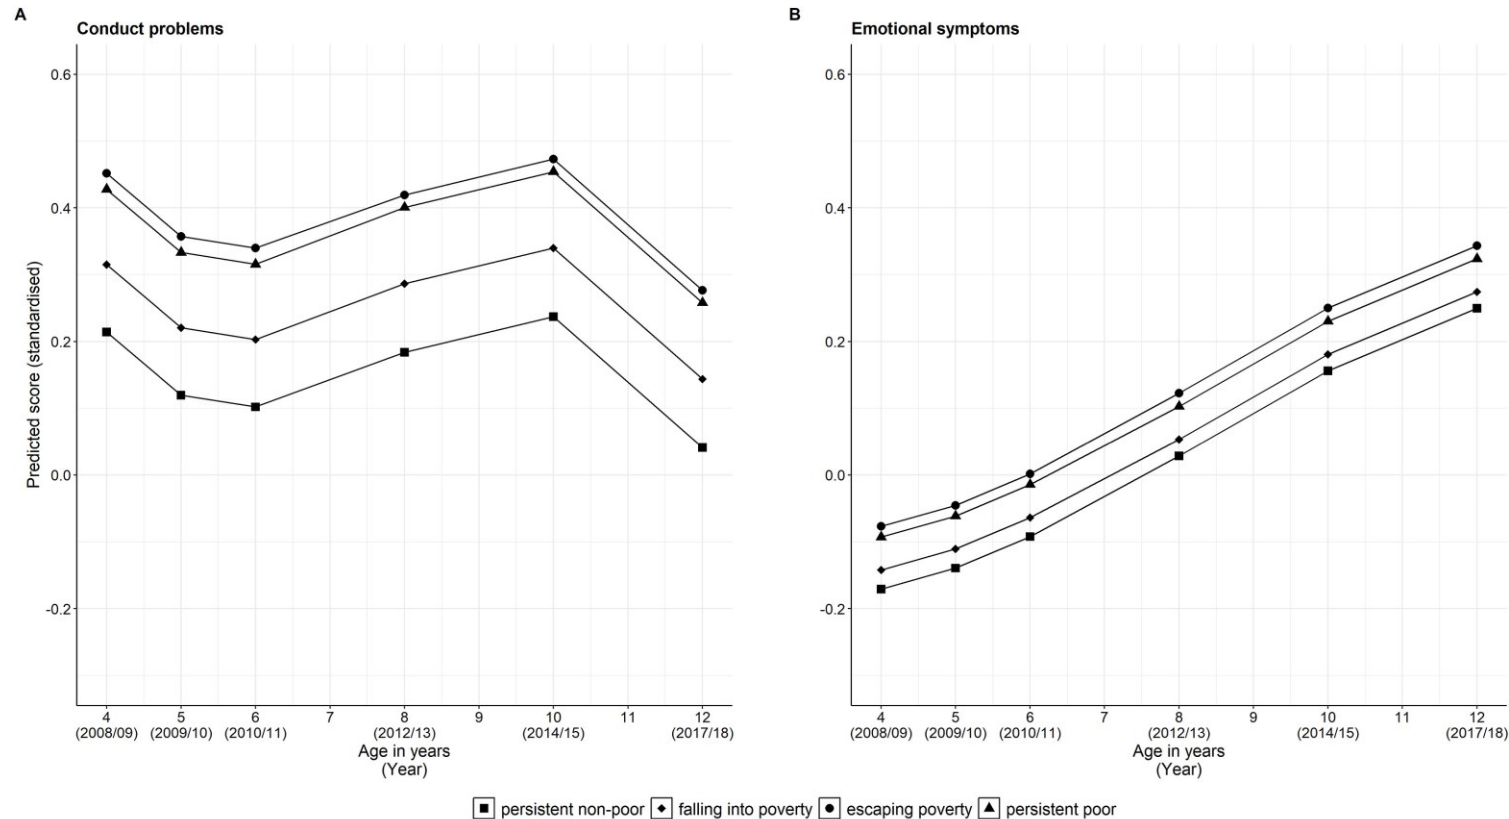 A
Conduct problems
Predicted score (standardised)
0.6
0.4
0.2
0.0
-0.2
4 5 6 7 8 9 10 11 12
(2008/09) (2009/10) (2010/11) (2012/13) (2014/15) (2017/18)
Age in years
(Year)
B
Emotional symptoms
0.6
0.4
0.2
0.0
-0.2
4 5 6 7 8 9 10 11 12
(2008/09) (2009/10) (2010/11) (2012/13) (2014/15) (2017/18)
Age in years
(Year)
persistent non-poor falling into poverty escaping poverty persistent poor